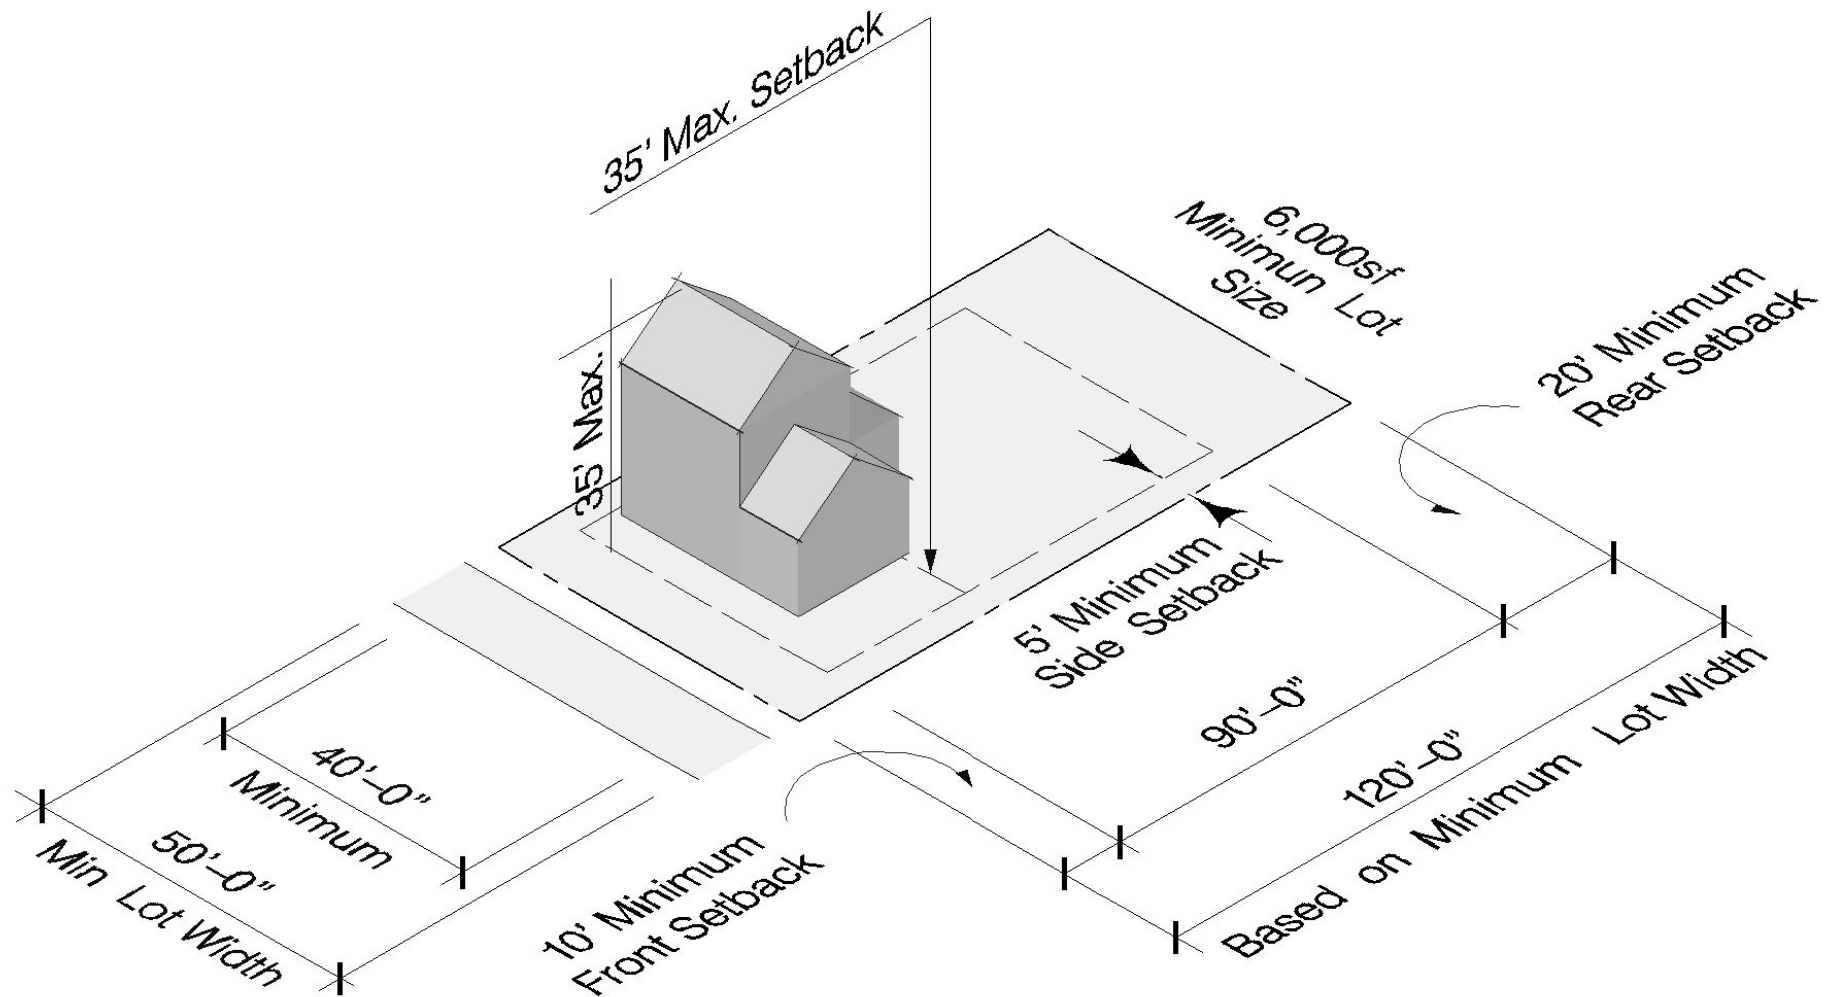 35' Max. Setback
6,000sf
Minimun Lot
Size
20' Minimum
Rear Setback
35' Max.
5' Minimum
Side Setback
90'–0"
120'–0"
Based on Minimum Lot Width
40'–0"
Minimum
50'–0"
Min Lot Width
10' Minimum
Front Setback